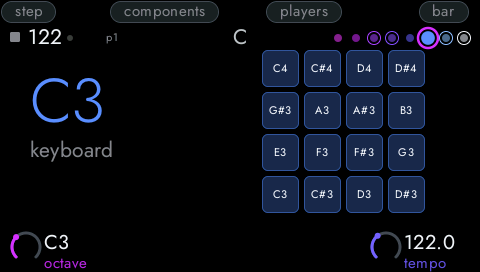 step components players bar
122 p1 C
C3
keyboard
C4 C#4 D4 D#4
G#3 A3 A#3 B3
E3 F3 F#3 G3
C3 C#3 D3 D#3
C3 122.0
octave tempo